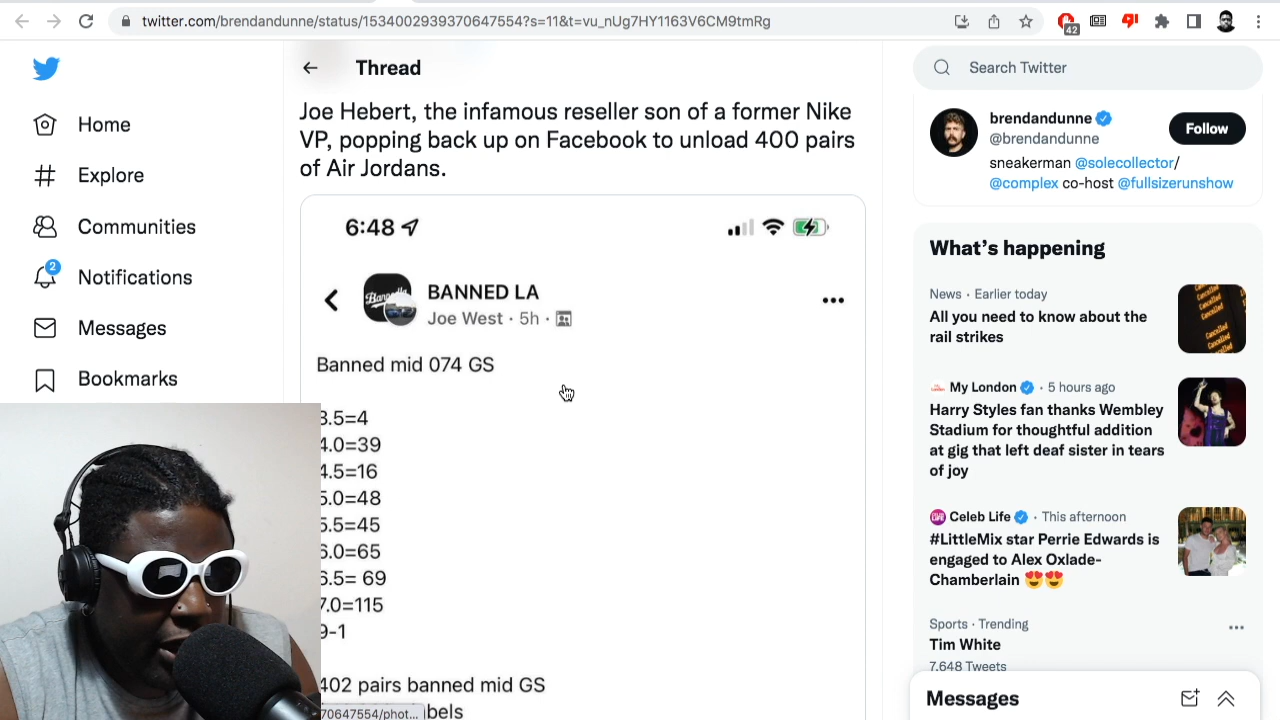 twitter.com/brendandunne/status/1534002939370647554?s=11&t=vu_nUg7HY1163V6CM9tmRg
42
Thread
Search Twitter
Joe Hebert, the infamous reseller son of a former Nike
VP, popping back up on Facebook to unload 400 pairs
of Air Jordans.
Home
Explore
Communities
2
Notifications
Messages
Bookmarks
6:48
BANNED LA
Joe West · 5h ·
Banned mid 074 GS
3.5=4
4.0=39
4.5=16
5.0=48
5.5=45
6.0=65
6.5= 69
7.0=115
9-1
402 pairs banned mid GS
bels
70647554/phot...
brendandunne
@brendandunne
Follow
sneakerman @solecollector/
@complex co-host @fullsizerunshow
What's happening
News · Earlier today
All you need to know about the
rail strikes
Cancelled
Cancelled
Cancelled
My London · 5 hours ago
Harry Styles fan thanks Wembley
Stadium for thoughtful addition
at gig that left deaf sister in tears
of joy
Celeb Life · This afternoon
#LittleMix star Perrie Edwards is
engaged to Alex Oxlade-
Chamberlain 😍😍
Sports · Trending
Tim White
7,648 Tweets
Messages